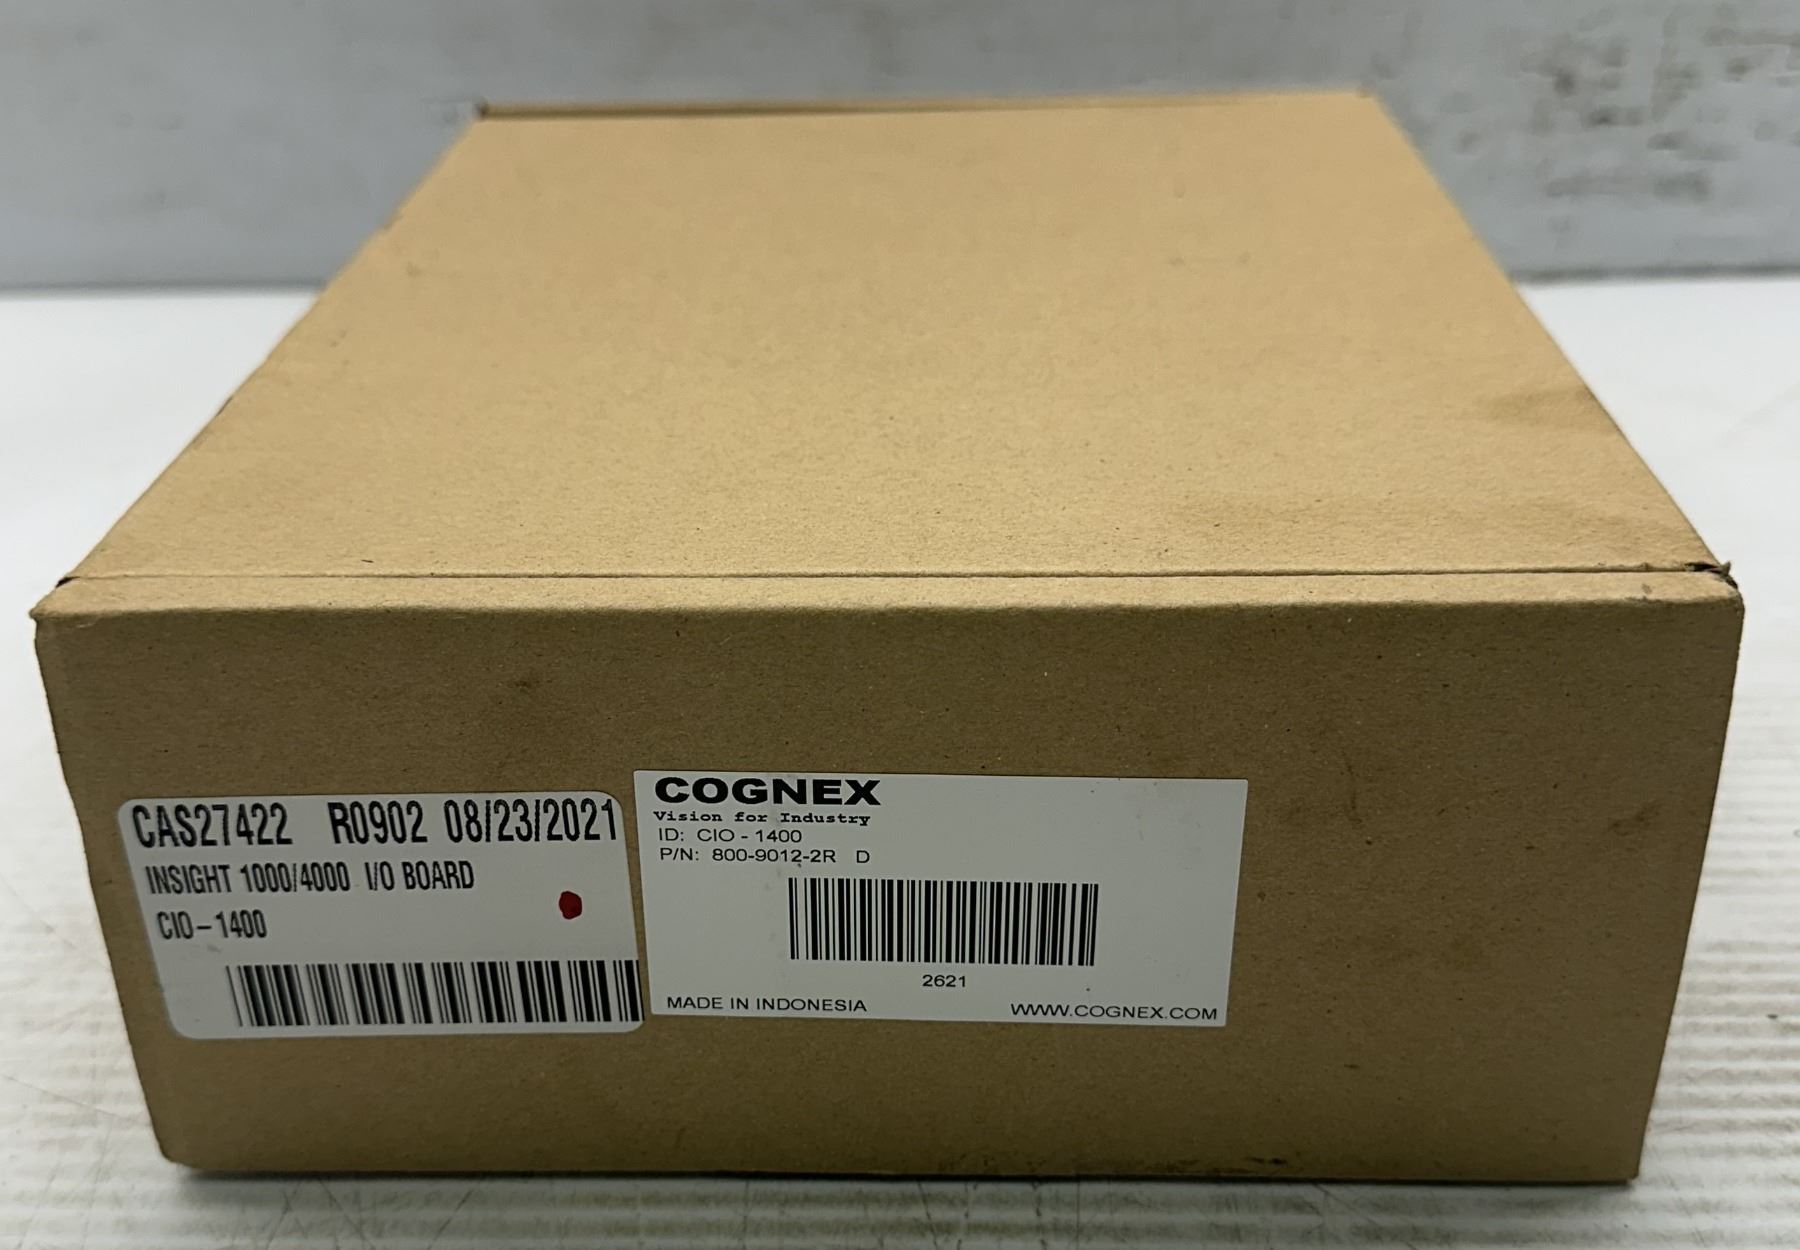 CAS27422 R0902 08/23/2021
INSIGHT 1000/4000 I/O BOARD
CIO-1400
COGNEX
Vision for Industry
ID: CIO - 1400
P/N: 800-9012-2R D
2621
MADE IN INDONESIA
WWW.COGNEX.COM